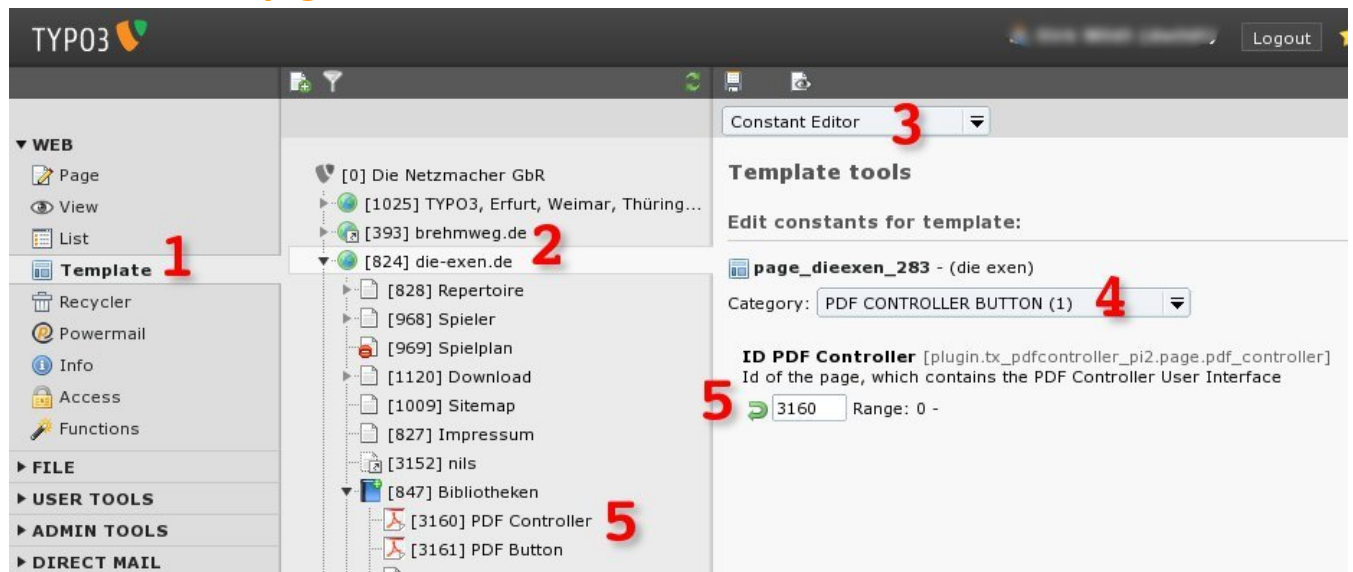 TYPO3
Logout
Constant Editor
3
WEB
Page
View
List
Template
1
Recycler
Powermail
Info
Access
Functions
FILE
USER TOOLS
ADMIN TOOLS
DIRECT MAIL
[0] Die Netzmacher GbR
[1025] TYPO3, Erfurt, Weimar, Thüring...
[393] brehmweg.de
2
[824] die-exen.de
[828] Repertoire
[968] Spieler
[969] Spielplan
[1120] Download
[1009] Sitemap
[827] Impressum
[3152] nils
[847] Bibliotheken
[3160] PDF Controller
5
[3161] PDF Button
Template tools
Edit constants for template:
page_dieexen_283 - (die exen)
Category: PDF CONTROLLER BUTTON (1)
4
ID PDF Controller [plugin.tx_pdfcontroller_pi2.page.pdf_controller]
Id of the page, which contains the PDF Controller User Interface
5 3160 Range: 0 -